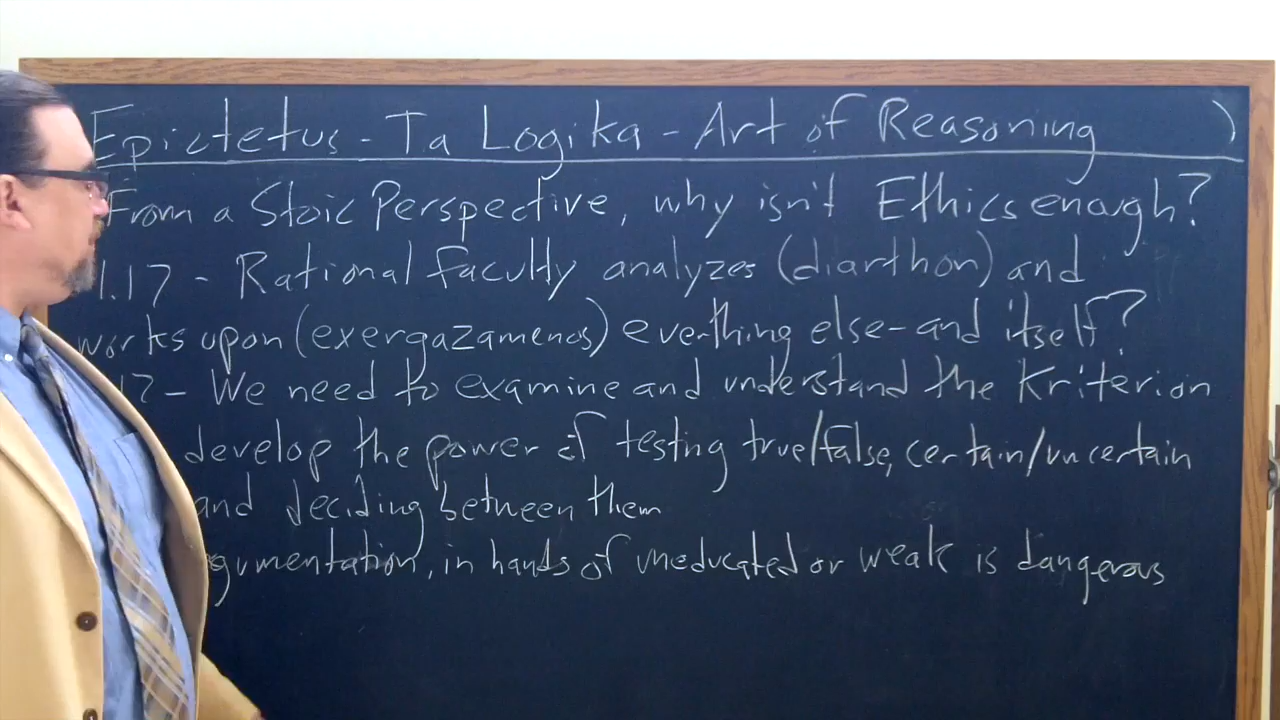 Epictetus - Ta Logika - Art of Reasoning )
From a Stoic Perspective, why isn't Ethics enough?
1.17 - Rational faculty analyzes (diarthon) and
works upon (exergazamenos) everthing else - and itself?
17 - We need to examine and understand the Kriterion
develop the power of testing true/false, certain/uncertain
and deciding between them
gumentation, in hands of uneducated or weak is dangerous